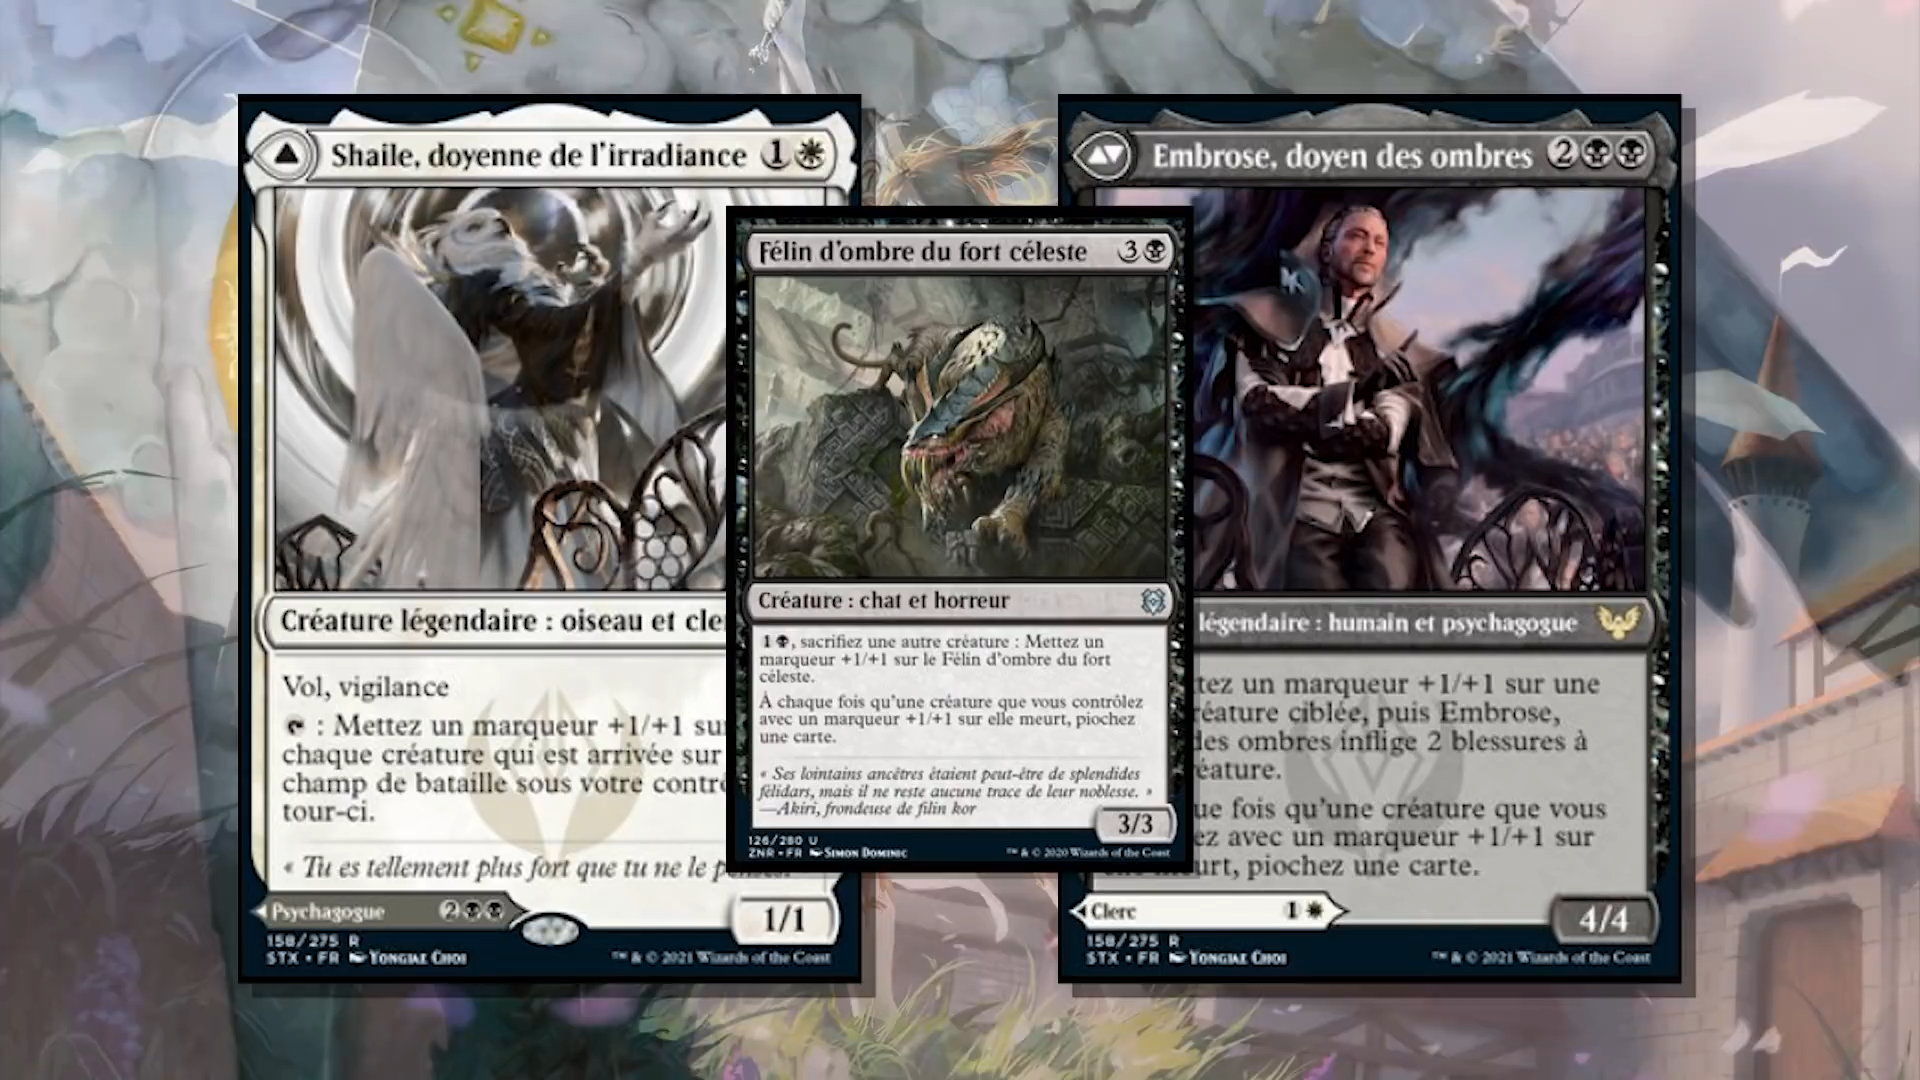 Shaile, doyenne de l'irradiance 1
Créature légendaire : oiseau et cle
Vol, vigilance
: Mettez un marqueur +1/+1 su
chaque créature qui est arrivée sur
champ de bataille sous votre contr
tour-ci.
« Tu es tellement plus fort que tu ne le
Psychagogue 2
1/1
158/275 R
STX • FR Yongjae Choi
™ & © 2021 Wizards of the Coast
Félin d'ombre du fort céleste 3
Créature : chat et horreur
1, sacrifiez une autre créature : Mettez un
marqueur +1/+1 sur le Félin d'ombre du fort
céleste.
À chaque fois qu'une créature que vous contrôlez
avec un marqueur +1/+1 sur elle meurt, piochez
une carte.
« Ses lointains ancêtres étaient peut-être de splendides
félidars, mais il ne reste aucune trace de leur noblesse. »
—Akiri, frondeuse de filin kor
3/3
126/280 U
ZNR • FR Simon Dominic
™ & © 2020 Wizards of the Coast
Embrose, doyen des ombres 2
légendaire : humain et psychagogue
tez un marqueur +1/+1 sur une
réature ciblée, puis Embrose,
des ombres inflige 2 blessures à
éature.
ue fois qu'une créature que vous
ez avec un marqueur +1/+1 sur
urt, piochez une carte.
Clerc 1
4/4
158/275 R
STX • FR Yongjae Choi
™ & © 2021 Wizards of the Coast